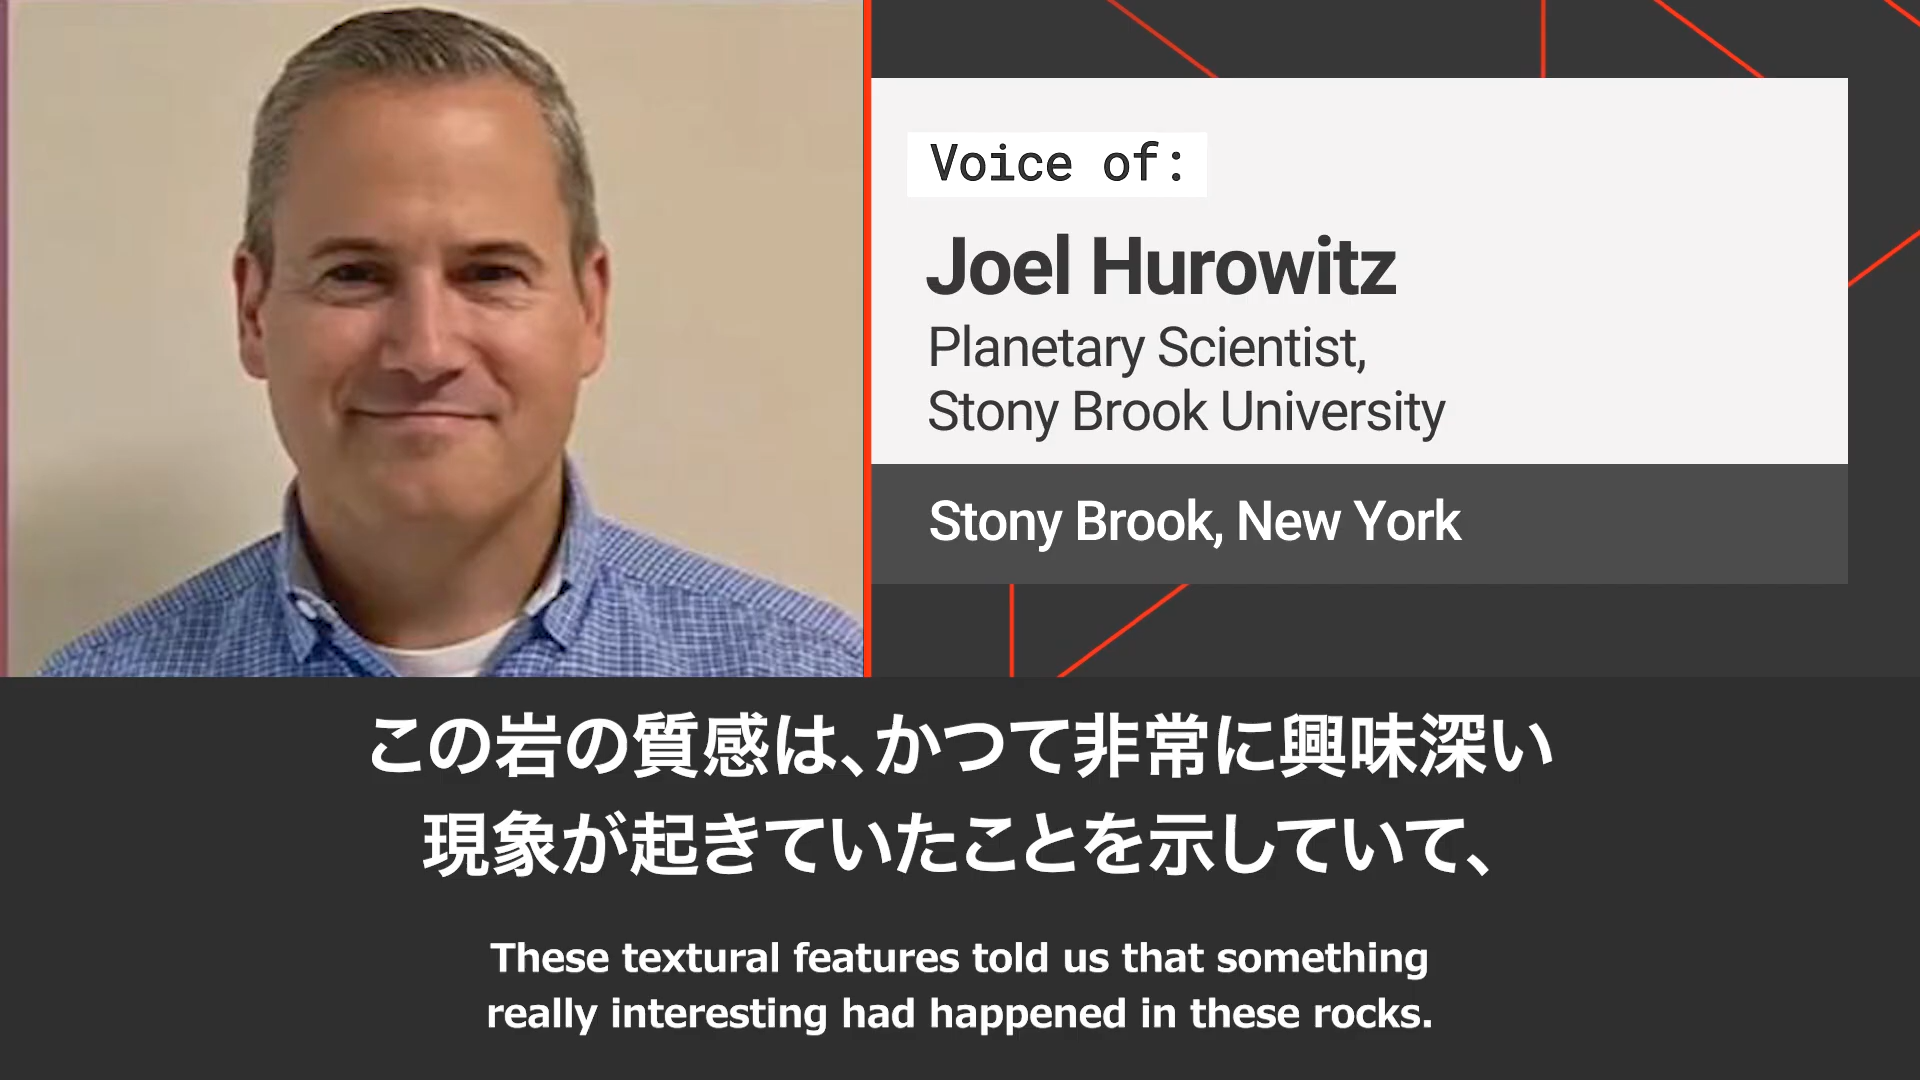 Voice of:
Joel Hurowitz
Planetary Scientist,
Stony Brook University
Stony Brook, New York
この岩の質感は、かつて非常に興味深い
現象が起きていたことを示していて、
These textural features told us that something
really interesting had happened in these rocks.